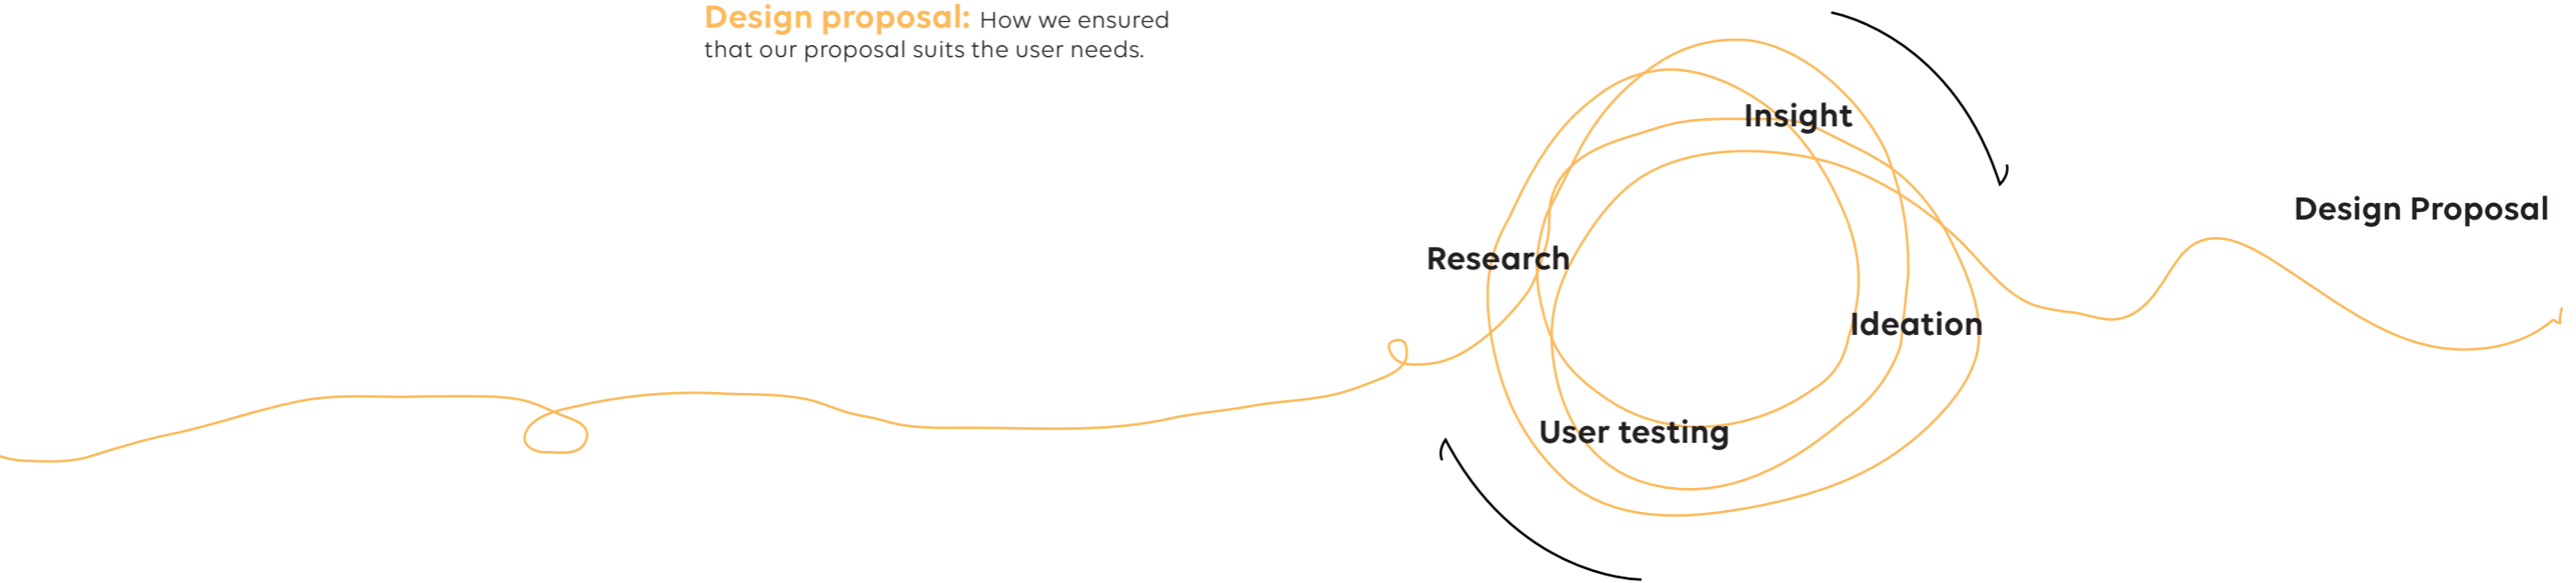 Design proposal: How we ensured
that our proposal suits the user needs.
Insight
Design Proposal
Research
Ideation
User testing